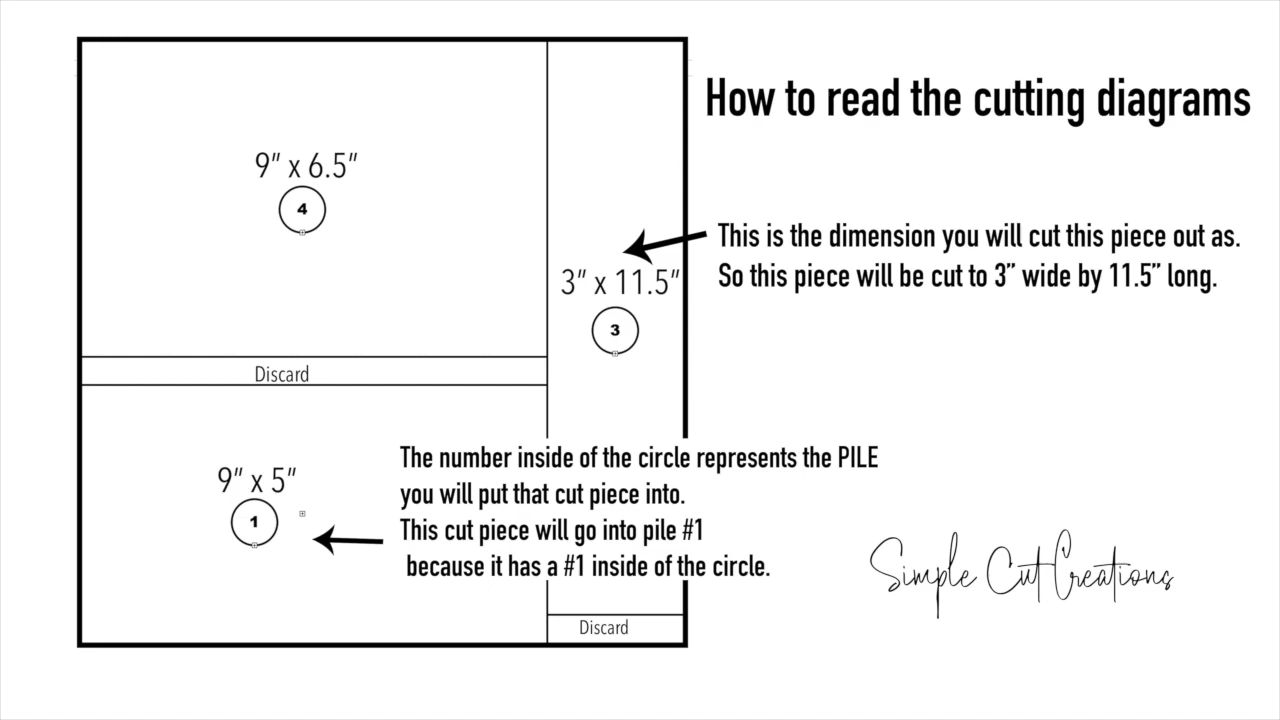 How to read the cutting diagrams
9" x 6.5"
4
This is the dimension you will cut this piece out as.
So this piece will be cut to 3" wide by 11.5" long.
3" x 11.5"
3
Discard
The number inside of the circle represents the PILE
you will put that cut piece into.
This cut piece will go into pile #1
because it has a #1 inside of the circle.
9" x 5"
1
Simple Cut Creations
Discard